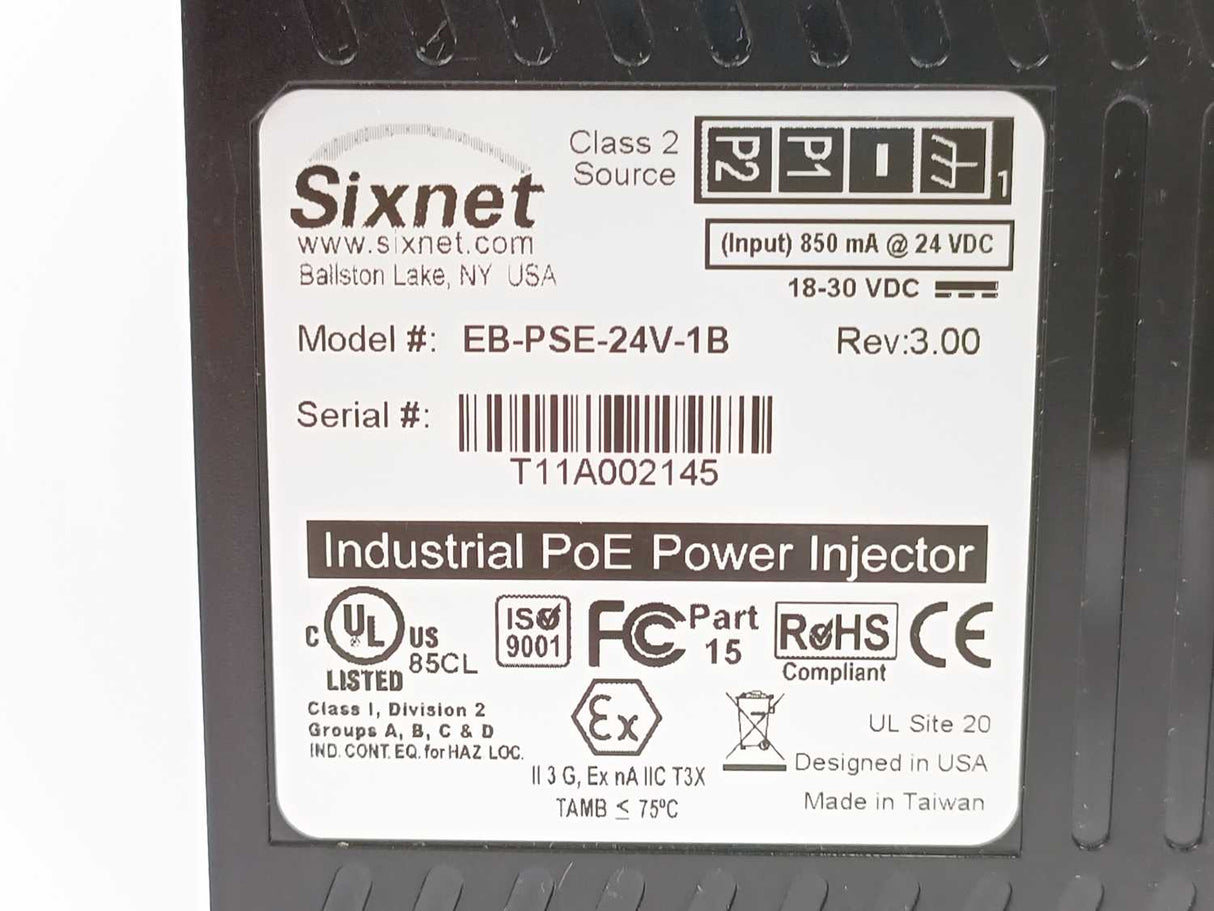 Sixnet
www.sixnet.com
Ballston Lake, NY USA
Class 2
Source
P2 P1
1
(Input) 850 mA @ 24 VDC
18-30 VDC
Model #: EB-PSE-24V-1B Rev:3.00
Serial #:
T11A002145
Industrial PoE Power Injector
C UL US
LISTED 85CL
Class I, Division 2
Groups A, B, C & D
IND. CONT. EQ. for HAZ. LOC.
ISO
9001
FC Part
15
RoHS
Compliant
CE
Ex
II 3 G, Ex nA IIC T3X
TAMB ≤ 75ºC
UL Site 20
Designed in USA
Made in Taiwan